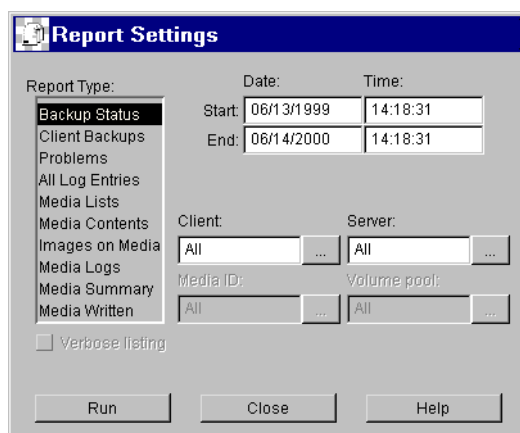 Report Settings
Report Type:
Backup Status
Client Backups
Problems
All Log Entries
Media Lists
Media Contents
Images on Media
Media Logs
Media Summary
Media Written
Verbose listing
Date: Time:
Start: 06/13/1999 14:18:31
End: 06/14/2000 14:18:31
Client: Server:
All ... All ...
Media ID: Volume pool:
All ... All ...
Run Close Help